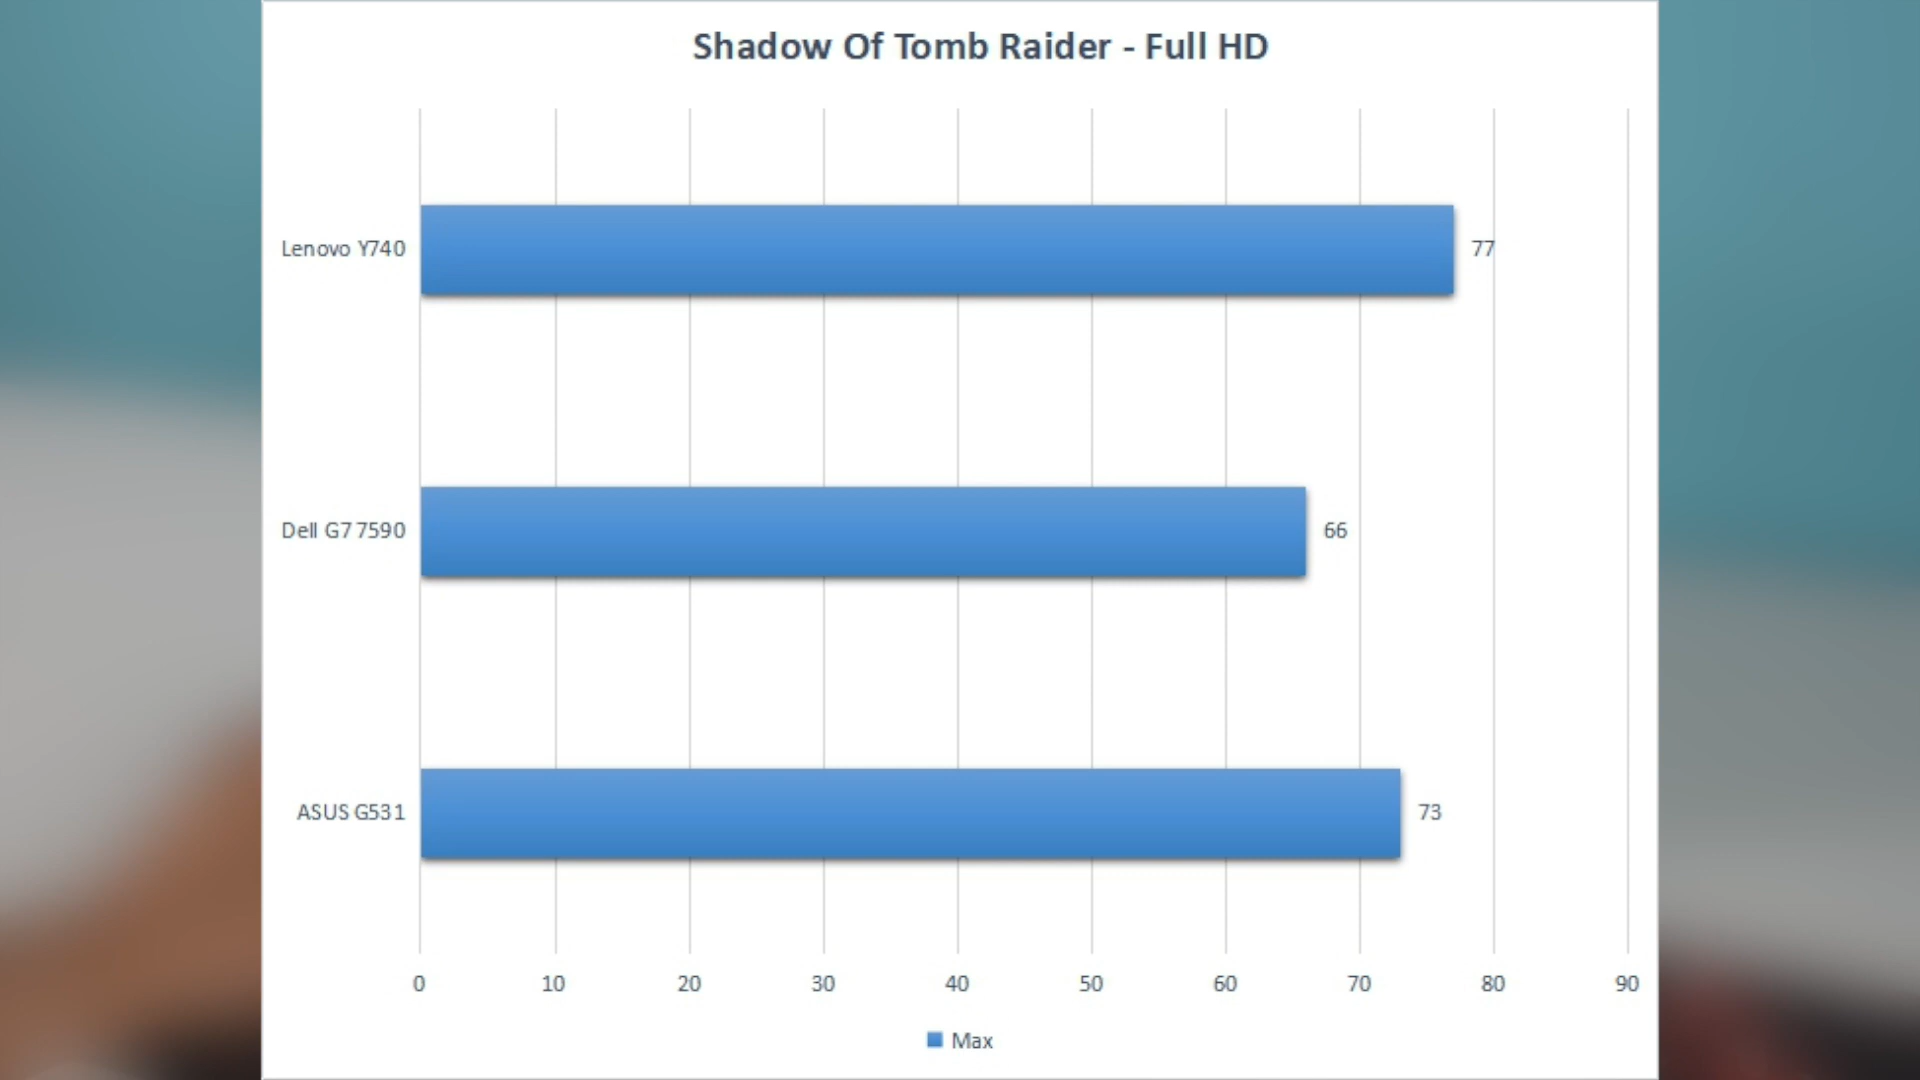 Shadow Of Tomb Raider - Full HD
Lenovo Y740
77
Dell G7 7590
66
ASUS G531
73
0 10 20 30 40 50 60 70 80 90
Max